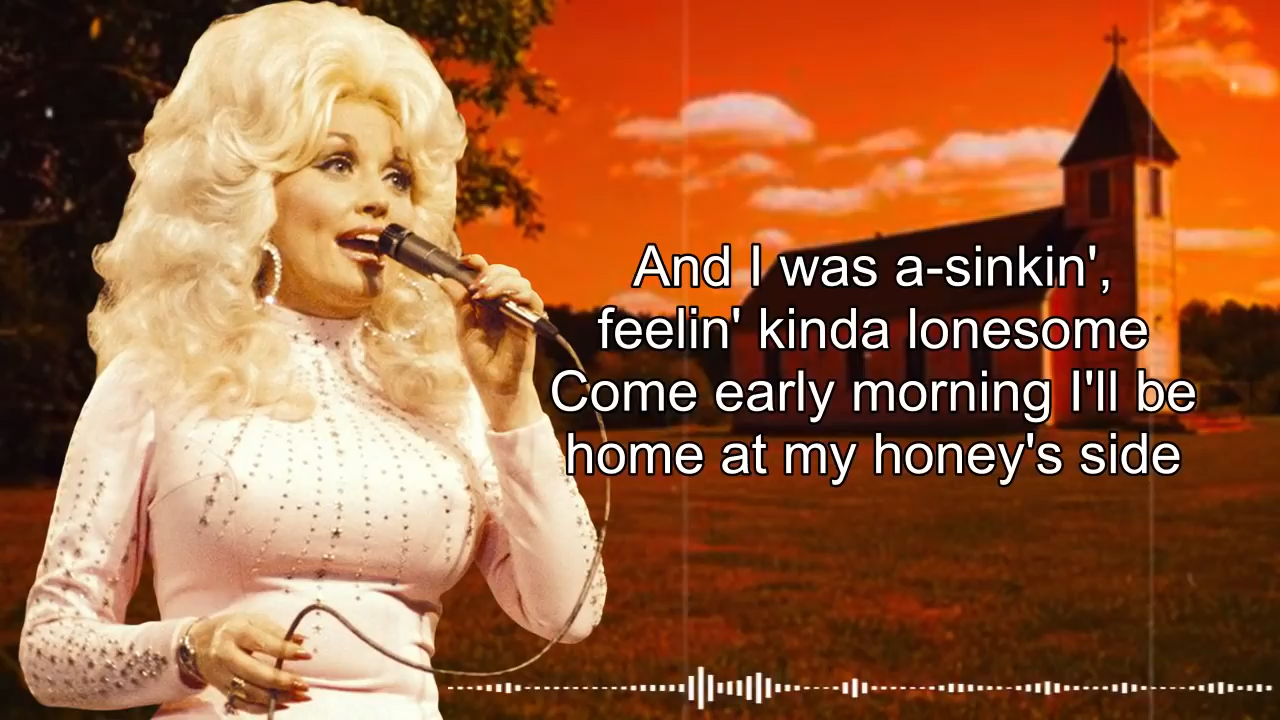 And I was a-sinkin',
feelin' kinda lonesome
Come early morning I'll be
home at my honey's side